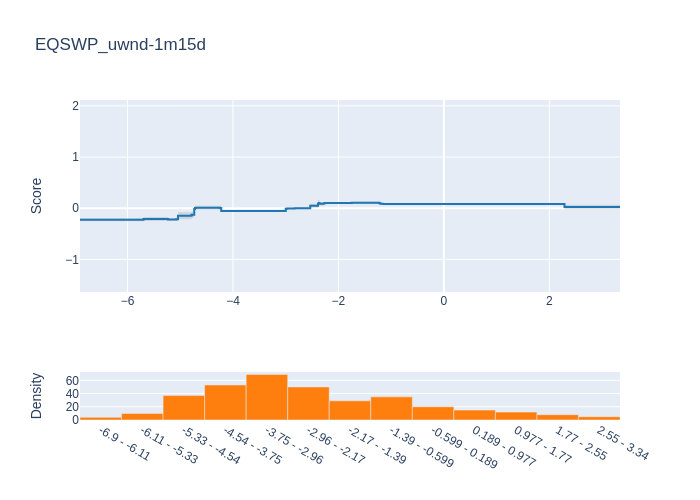 EQSWP_uwnd-1m15d
2
1
0
−1
Score
−6
−4
−2
0
2
60
40
20
0
Density
-6.9 - -6.11
-6.11 - -5.33
-5.33 - -4.54
-4.54 - -3.75
-3.75 - -2.96
-2.96 - -2.17
-2.17 - -1.39
-1.39 - -0.599
-0.599 - 0.189
0.189 - 0.977
0.977 - 1.77
1.77 - 2.55
2.55 - 3.34